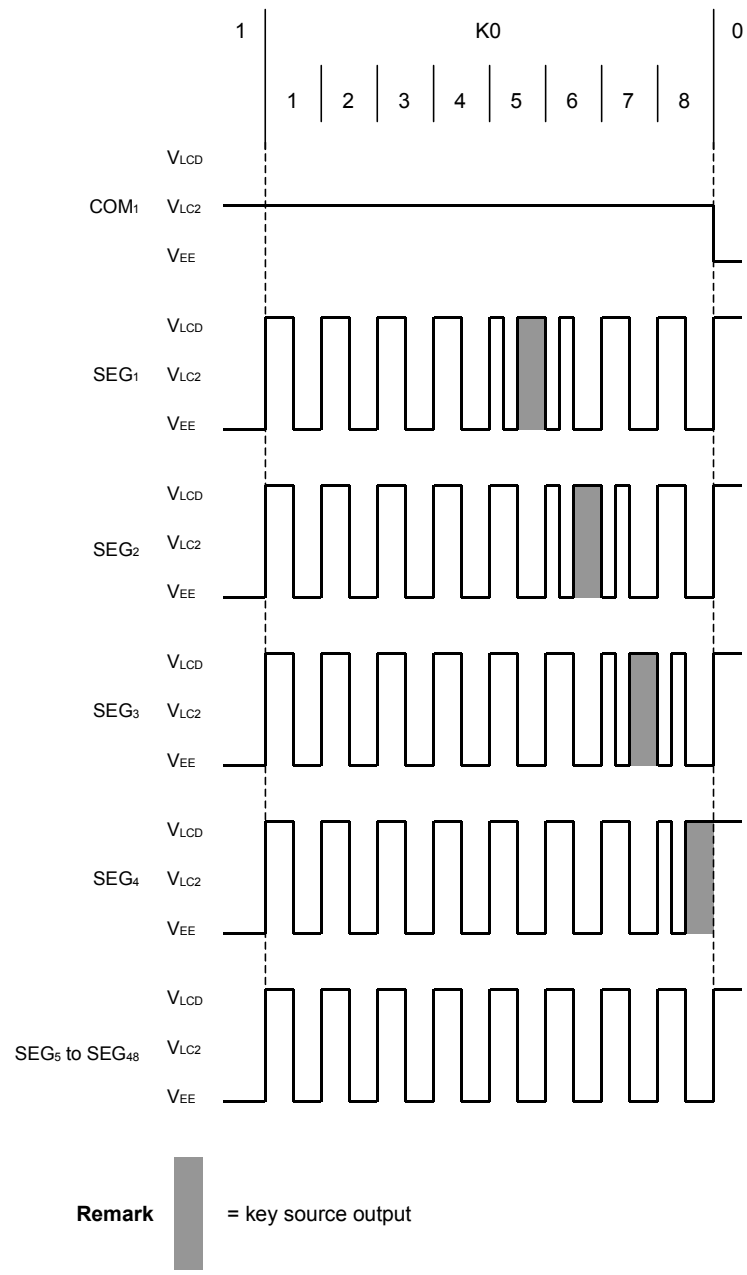 1 K0 0
1 2 3 4 5 6 7 8
VLCD
COM1 VLC2
VEE
VLCD
SEG1 VLC2
VEE
VLCD
SEG2 VLC2
VEE
VLCD
SEG3 VLC2
VEE
VLCD
SEG4 VLC2
VEE
VLCD
SEG5 to SEG48 VLC2
VEE
Remark = key source output